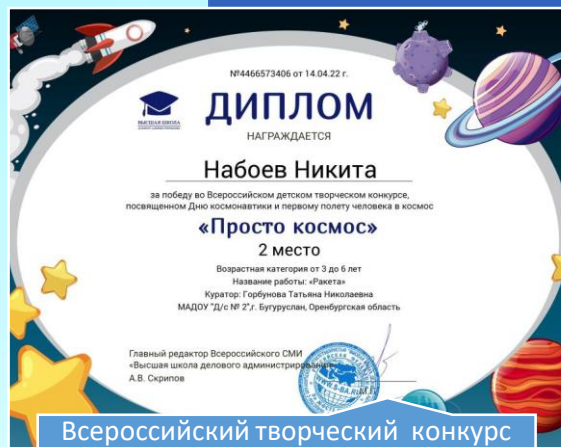 №4466573406 от 14.04.22 г.
ВЫСШАЯ ШКОЛА
ДИПЛОМ
НАГРАЖДАЕТСЯ
Набоев Никита
за победу во Всероссийском детском творческом конкурсе,
посвященном Дню космонавтики и первому полету человека в космос
«Просто космос»
2 место
Возрастная категория от 3 до 6 лет
Название работы: «Ракета»
Куратор: Горбунова Татьяна Николаевна
МАДОУ "Д/с № 2",г. Бугуруслан, Оренбургская область
Главный редактор Всероссийского СМИ
«Высшая школа делового администрирования»
А.В. Скрипов
Всероссийский творческий конкурс